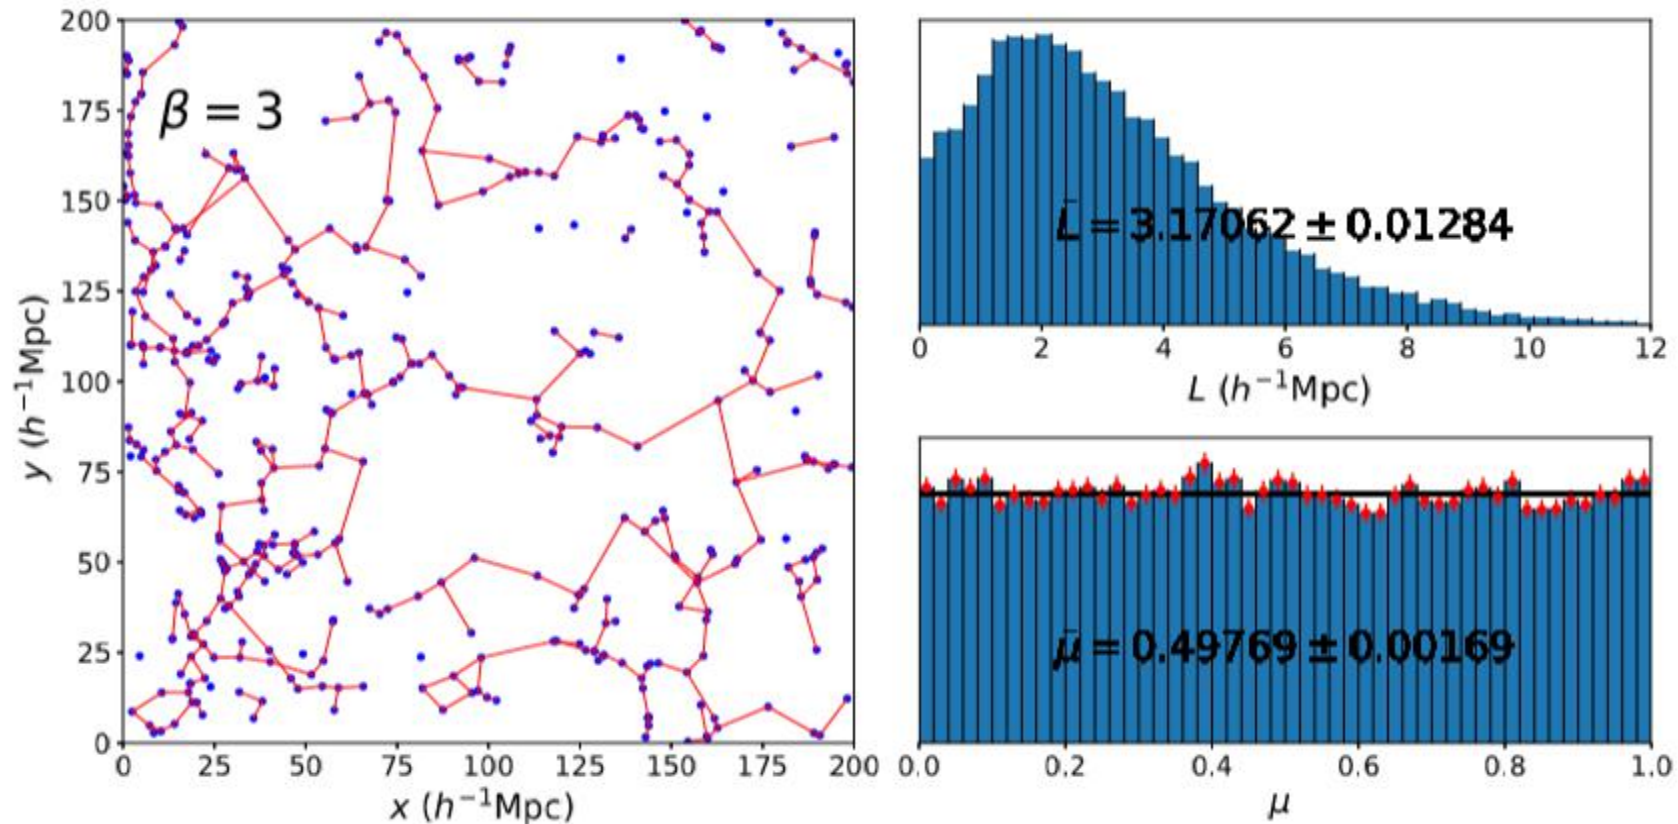 200
175
150
125
100
75
50
25
0
y (h⁻¹Mpc)
β = 3
0 25 50 75 100 125 150 175 200
x (h⁻¹Mpc)
L̄ = 3.17062 ± 0.01284
0 2 4 6 8 10 12
L (h⁻¹Mpc)
μ̄ = 0.49769 ± 0.00169
0.0 0.2 0.4 0.6 0.8 1.0
μ